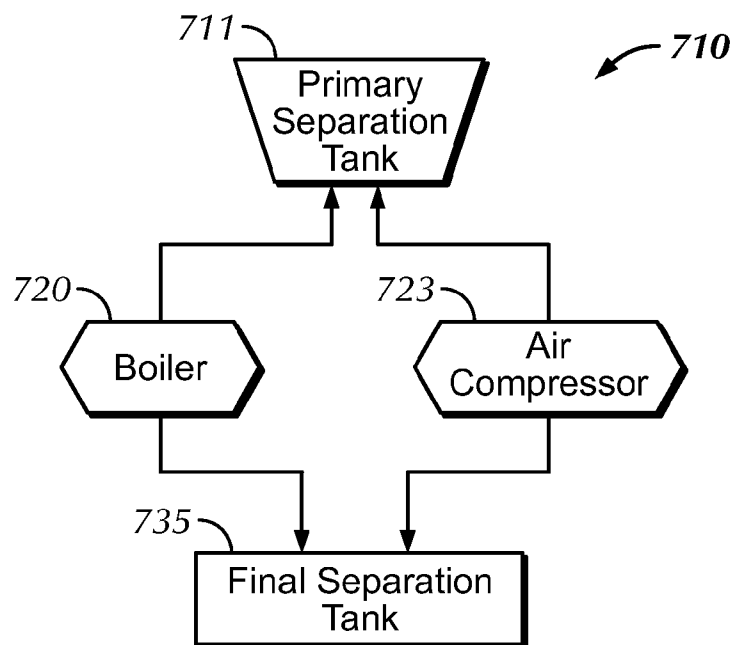 711
710
Primary
Separation
Tank
720
723
Boiler
Air
Compressor
735
Final Separation
Tank